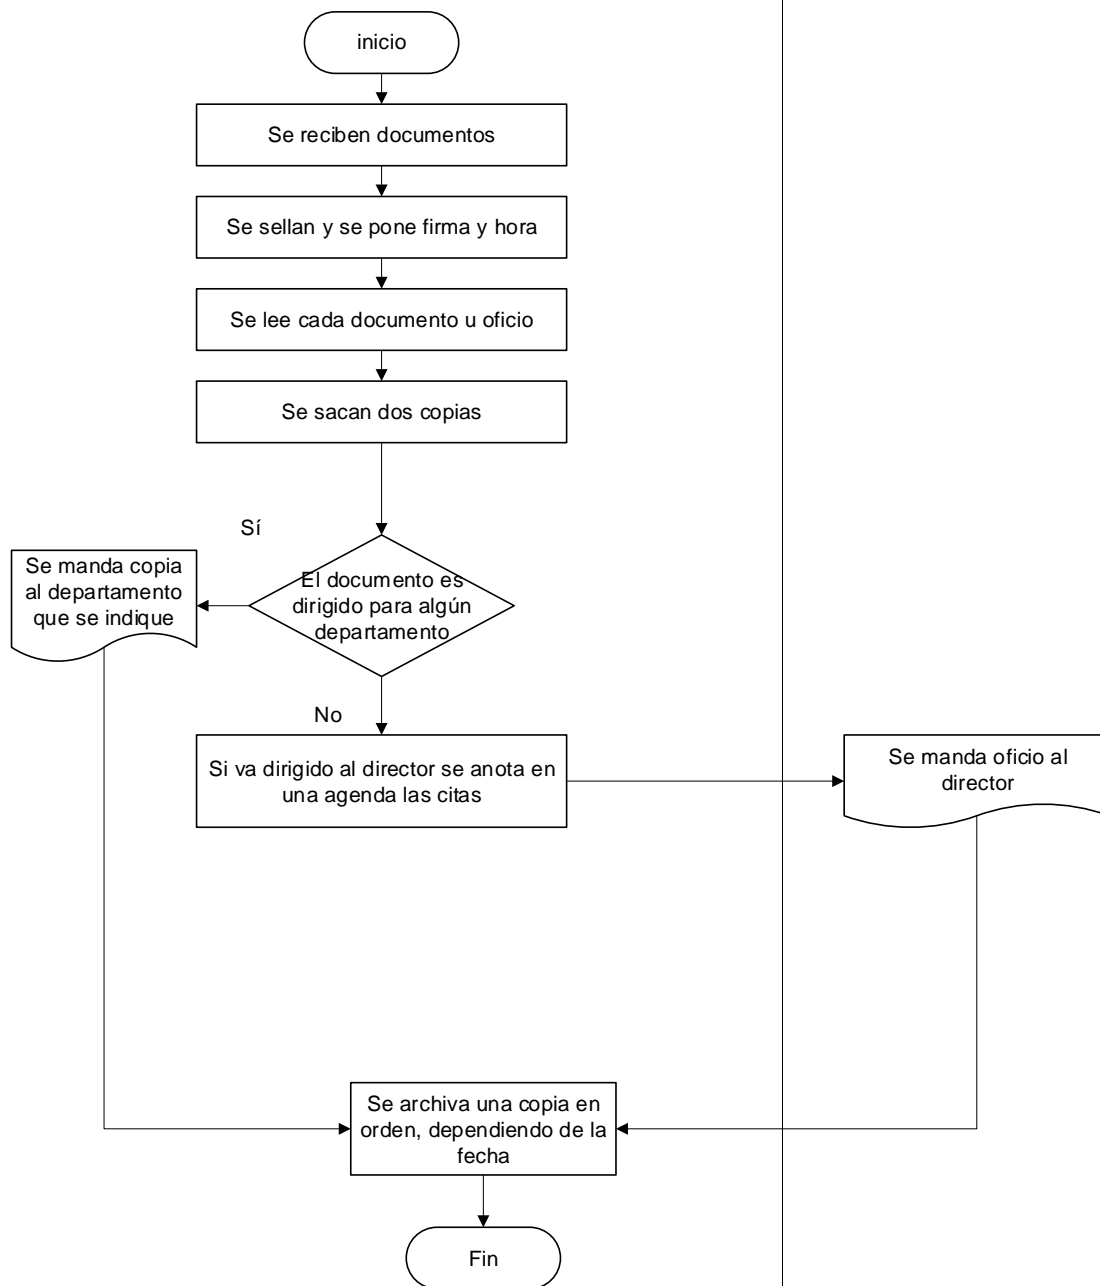 inicio
Se reciben documentos
Se sellan y se pone firma y hora
Se lee cada documento u oficio
Se sacan dos copias
Sí
Se manda copia
al departamento
que se indique
El documento es
dirigido para algún
departamento
No
Si va dirigido al director se anota en
una agenda las citas
Se manda oficio al
director
Se archiva una copia en
orden, dependiendo de la
fecha
Fin